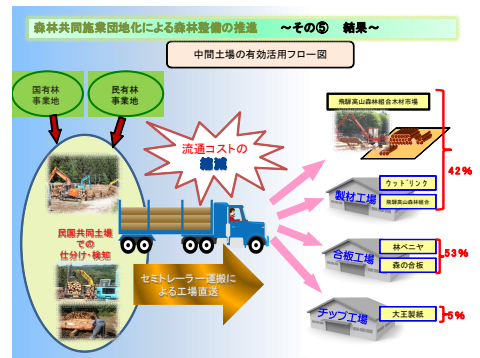 森林共同施業団地化による森林整備の推進　～その⑤　結果～
中間土場の有効活用フロー図
国有林
事業地
民有林
事業地
流通コストの
縮減
民国共同土場
での
仕分け・検知
セミトレーラー運搬に
よる工場直送
飛騨高山森林組合木材市場
製材工場
ウッドリンク
飛騨高山森林組合
42%
合板工場
林ベニヤ
森の合板
53%
チップ工場
大王製紙
5%